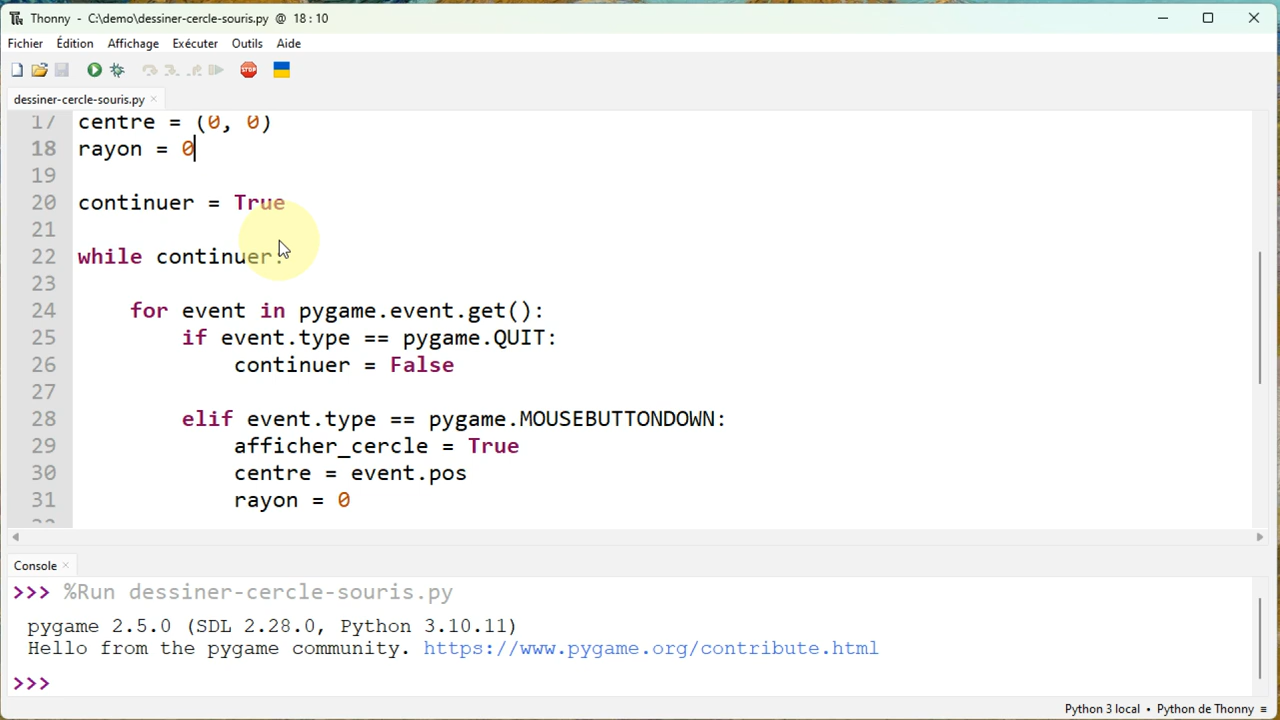 Thonny - C:\demo\dessiner-cercle-souris.py @ 18 : 10
Fichier Édition Affichage Exécuter Outils Aide
STOP
dessiner-cercle-souris.py ×
17 centre = (0, 0)
18 rayon = 0
19
20 continuer = True
21
22 while continuer:
23
24     for event in pygame.event.get():
25         if event.type == pygame.QUIT:
26             continuer = False
27
28         elif event.type == pygame.MOUSEBUTTONDOWN:
29             afficher_cercle = True
30             centre = event.pos
31             rayon = 0
Console ×
>>> %Run dessiner-cercle-souris.py
pygame 2.5.0 (SDL 2.28.0, Python 3.10.11)
Hello from the pygame community. https://www.pygame.org/contribute.html
>>>
Python 3 local • Python de Thonny ≡